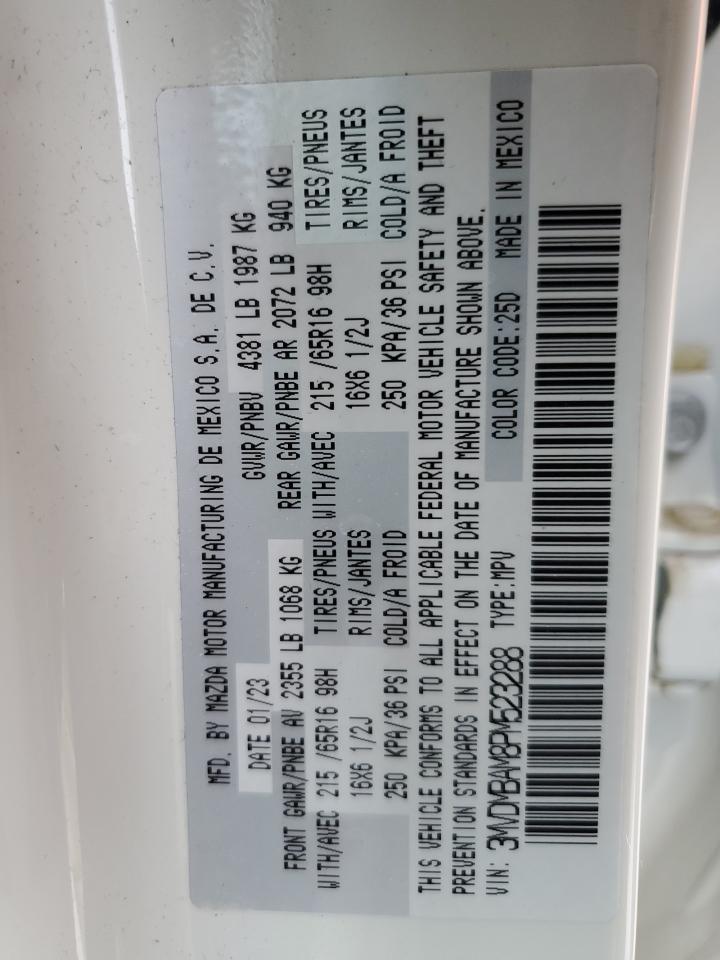 MFD. BY MAZDA MOTOR MANUFACTURING DE MEXICO S.A. DE C.V.
DATE 01/23 GVWR/PNBV 4381 LB 1987 KG
FRONT GAWR/PNBE AV 2355 LB 1068 KG REAR GAWR/PNBE AR 2072 LB 940 KG
WITH/AVEC 215 /65R16 98H TIRES/PNEUS WITH/AVEC 215 /65R16 98H TIRES/PNEUS
16X6 1/2J RIMS/JANTES 16X6 1/2J RIMS/JANTES
250 KPA/36 PSI COLD/A FROID 250 KPA/36 PSI COLD/A FROID
THIS VEHICLE CONFORMS TO ALL APPLICABLE FEDERAL MOTOR VEHICLE SAFETY AND THEFT
PREVENTION STANDARDS IN EFFECT ON THE DATE OF MANUFACTURE SHOWN ABOVE.
VIN: 3MVDMBAM8PM523288 TYPE:MPV COLOR CODE:25D MADE IN MEXICO